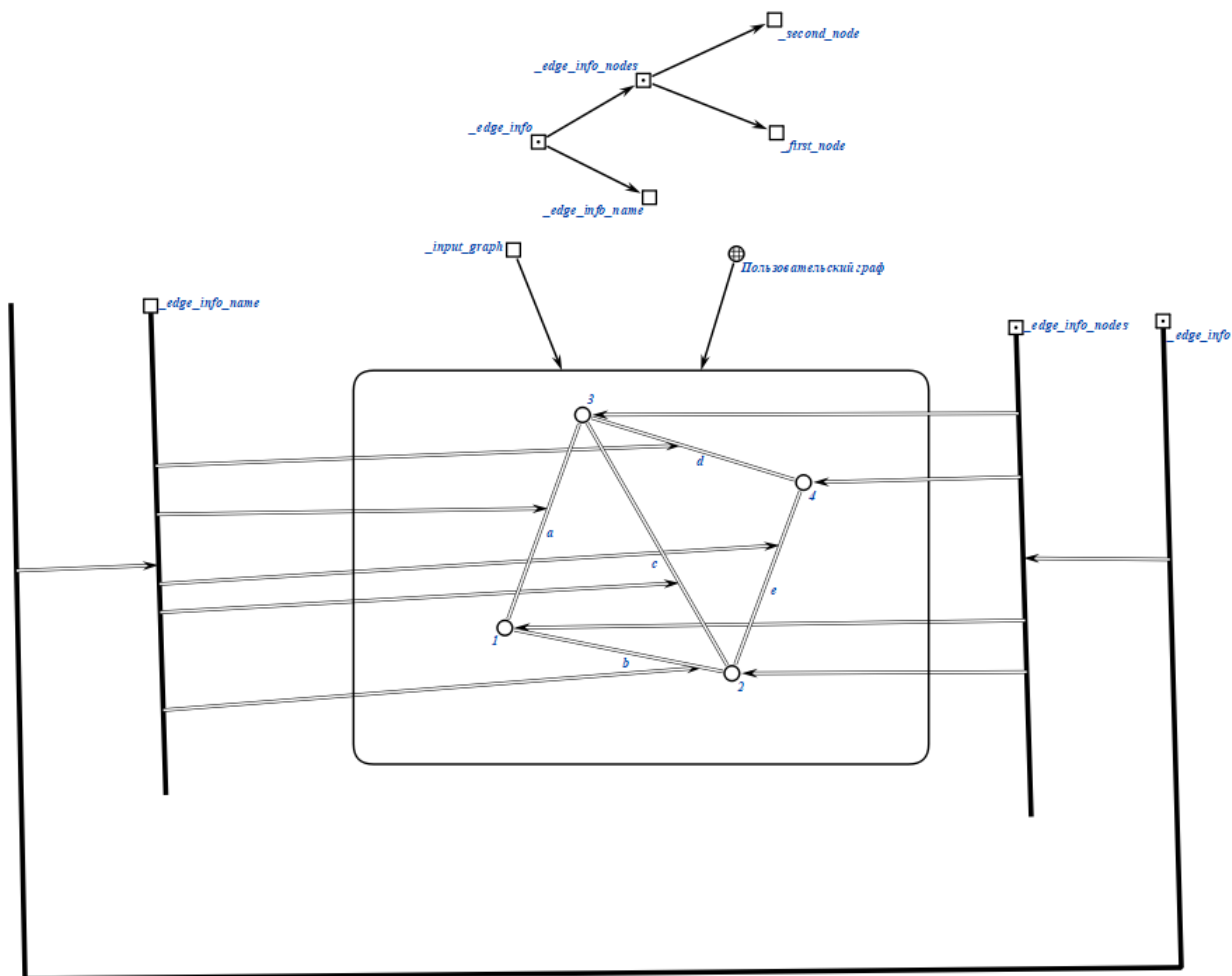 _second_node
_edge_info_nodes
_edge_info
_first_node
_edge_info_name
_input_graph
Пользовательский граф
_edge_info_name
_edge_info_nodes
_edge_info
3
d
4
a
c
e
1
b
2